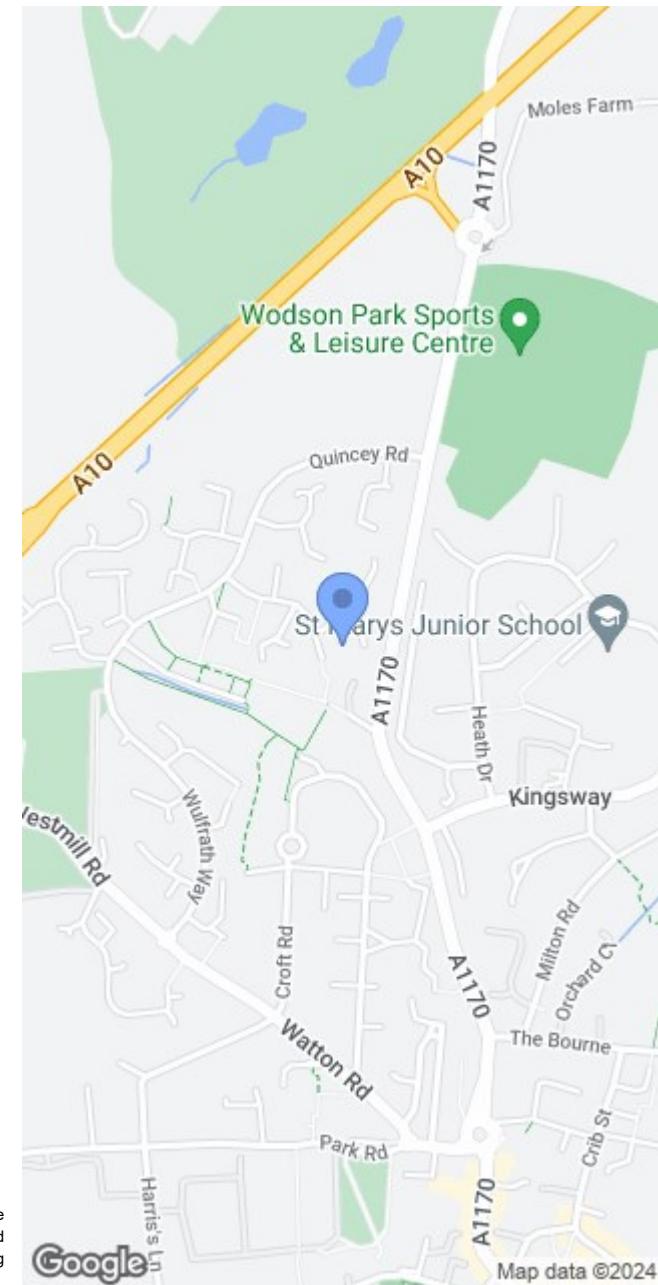 Moles Farm
A10
A1170
Wodson Park Sports
& Leisure Centre
Quincey Rd
A10
St Marys Junior School
A1170
Heath Dr
Kingsway
estmill Rd
Wulfrath Way
Milton Rd
Orchard C
Croft Rd
A1170
Watton Rd
The Bourne
Crib St
Park Rd
Harris's Ln
A1170
e
d
g
Google
Map data ©2024